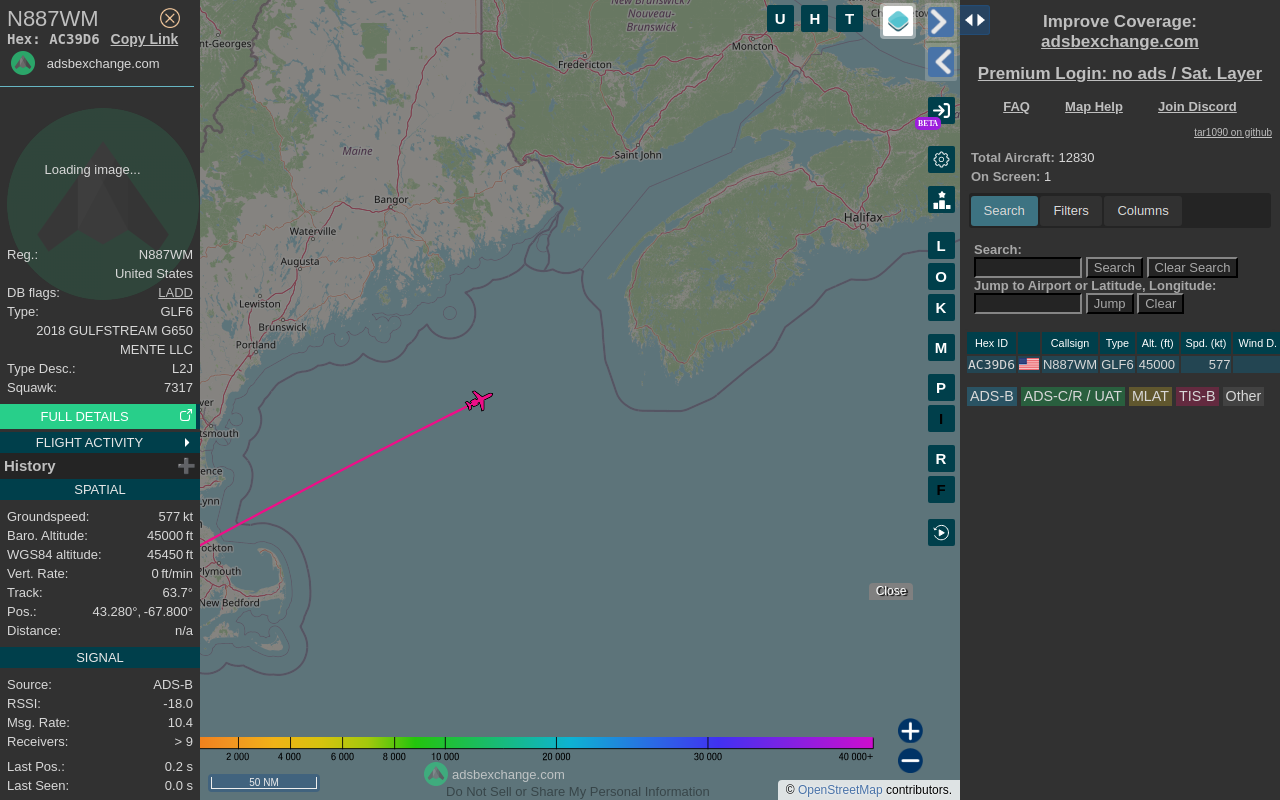 N887WM
Hex: AC39D6 Copy Link
adsbexchange.com
Loading image...
Reg.: N887WM
United States
DB flags: LADD
Type: GLF6
2018 GULFSTREAM G650
MENTE LLC
Type Desc.: L2J
Squawk: 7317
FULL DETAILS
FLIGHT ACTIVITY
History
SPATIAL
Groundspeed: 577 kt
Baro. Altitude: 45000 ft
WGS84 altitude: 45450 ft
Vert. Rate: 0 ft/min
Track: 63.7°
Pos.: 43.280°, -67.800°
Distance: n/a
SIGNAL
Source: ADS-B
RSSI: -18.0
Msg. Rate: 10.4
Receivers: > 9
Last Pos.: 0.2 s
Last Seen: 0.0 s
New Brunswick /
Nouveau-
Brunswick
nt-Georges
Moncton
Fredericton
Maine
Saint John
Bangor
Halifax
Waterville
Augusta
Lewiston
Brunswick
Portland
ver
tsmouth
ence
Lynn
ockton
Plymouth
New Bedford
U H T
BETA
L
O
K
M
P
I
R
F
Close
2 000 4 000 6 000 8 000 10 000 20 000 30 000 40 000+
50 NM
adsbexchange.com
Do Not Sell or Share My Personal Information
© OpenStreetMap contributors.
Improve Coverage:
adsbexchange.com
Premium Login: no ads / Sat. Layer
FAQ Map Help Join Discord
tar1090 on github
Total Aircraft: 12830
On Screen: 1
Search Filters Columns
Search:
Search Clear Search
Jump to Airport or Latitude, Longitude:
Jump Clear
Hex ID Callsign Type Alt. (ft) Spd. (kt) Wind D.
AC39D6 N887WM GLF6 45000 577
ADS-B ADS-C/R / UAT MLAT TIS-B Other